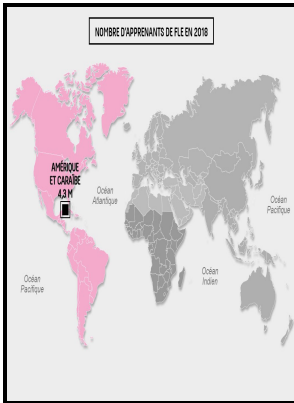 NOMBRE D'APPRENANTS DE FLE EN 2018
AMÉRIQUE
ET CARAÏBE
4,3 M
Océan
Atlantique
Océan
Pacifique
Océan
Indien
Océan
Pacifique